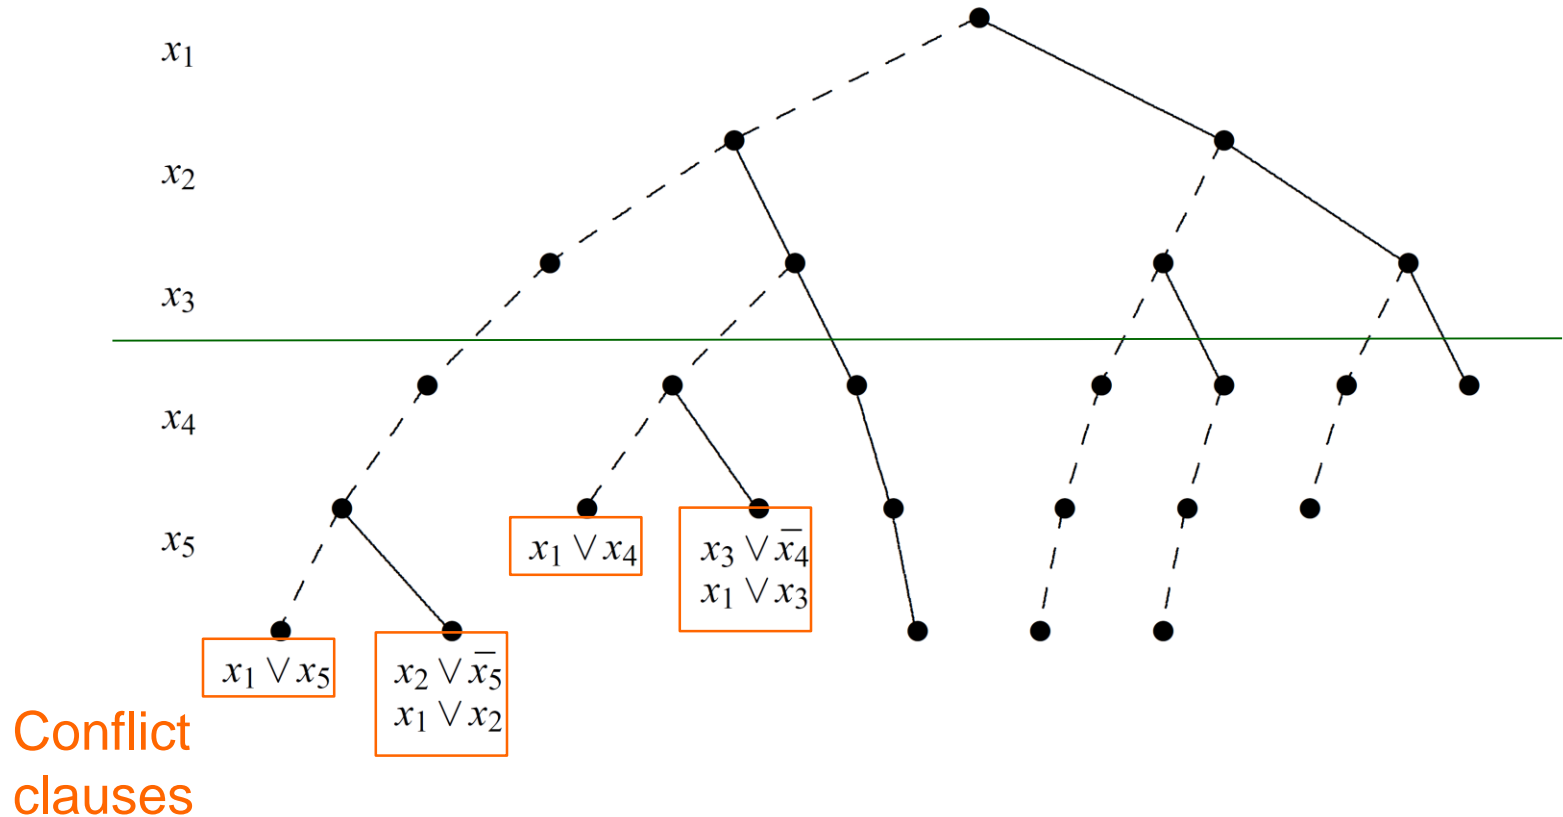 x₁
x₂
x₃
x₄
x₅
x₁ ∨ x₄
x₃ ∨ x̅₄
x₁ ∨ x₃
x₁ ∨ x₅
x₂ ∨ x̅₅
x₁ ∨ x₂
Conflict
clauses